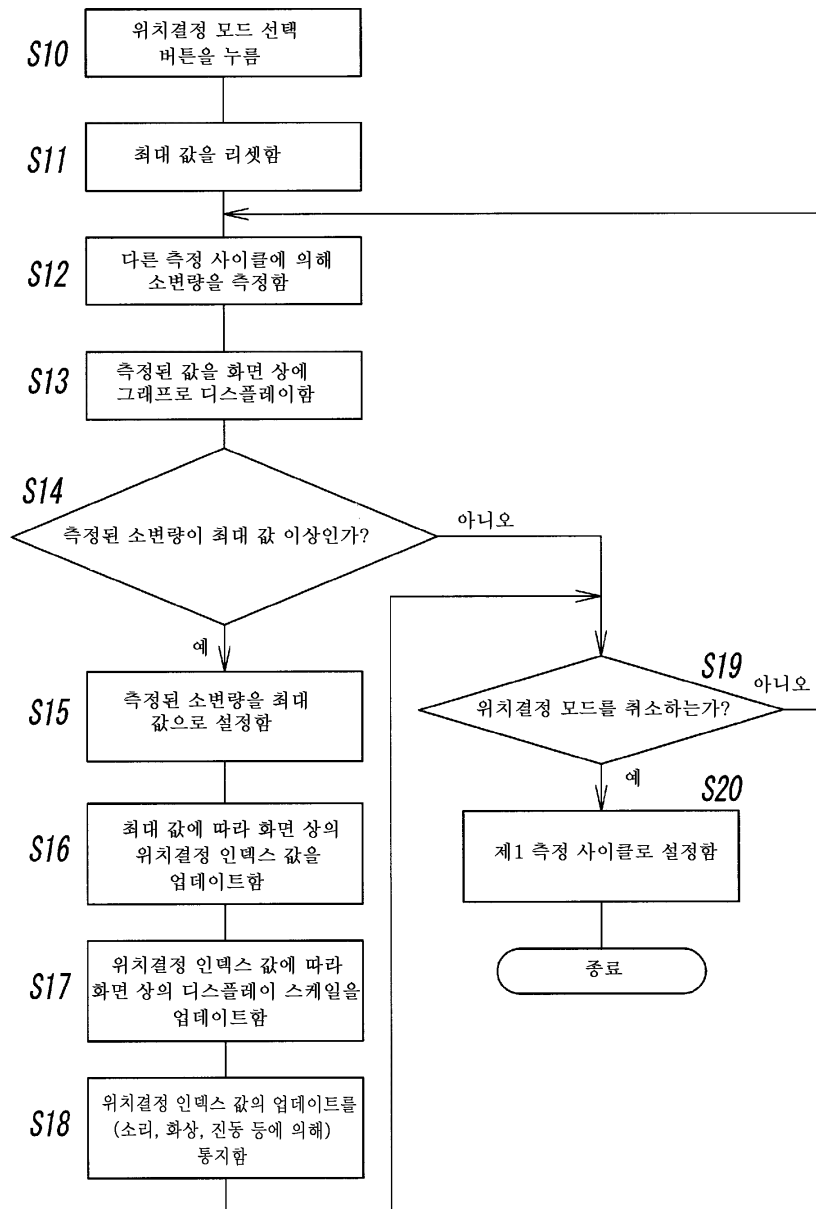 S10
위치결정 모드 선택
버튼을 누름
S11
최대 값을 리셋함
S12
다른 측정 사이클에 의해
소변량을 측정함
S13
측정된 값을 화면 상에
그래프로 디스플레이함
S14
측정된 소변량이 최대 값 이상인가?
아니오
예
S15
측정된 소변량을 최대
값으로 설정함
S16
최대 값에 따라 화면 상의
위치결정 인덱스 값을
업데이트함
S17
위치결정 인덱스 값에 따라
화면 상의 디스플레이 스케일을
업데이트함
S18
위치결정 인덱스 값의 업데이트를
(소리, 화상, 진동 등에 의해)
통지함
S19
위치결정 모드를 취소하는가?
아니오
예
S20
제1 측정 사이클로 설정함
종료